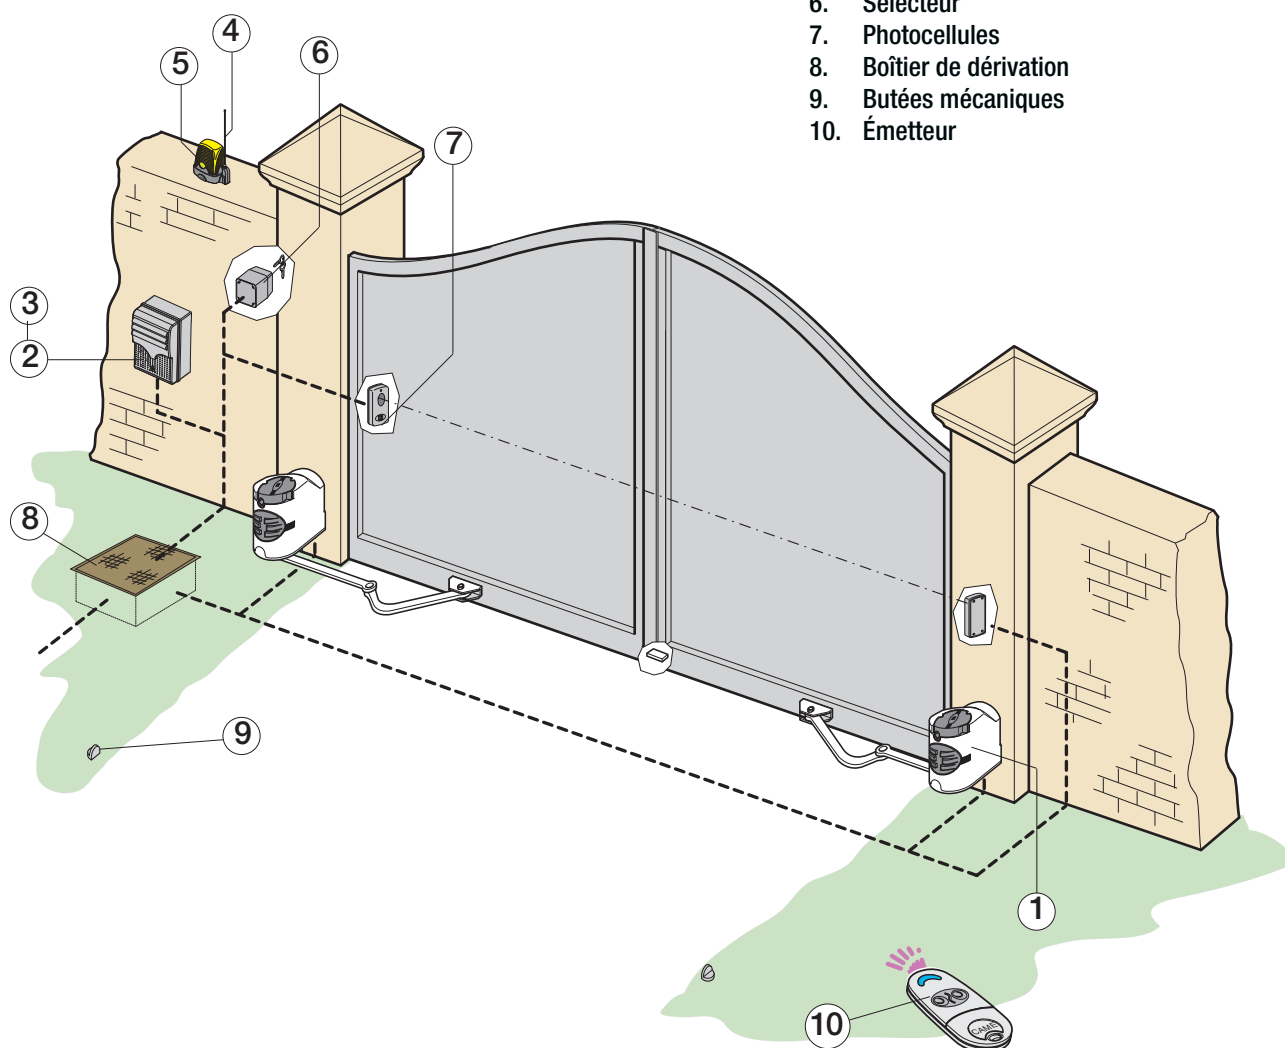 6. Sélecteur
7. Photocellules
8. Boîtier de dérivation
9. Butées mécaniques
10. Émetteur
4
5
6
7
3
2
8
9
1
10
CAME